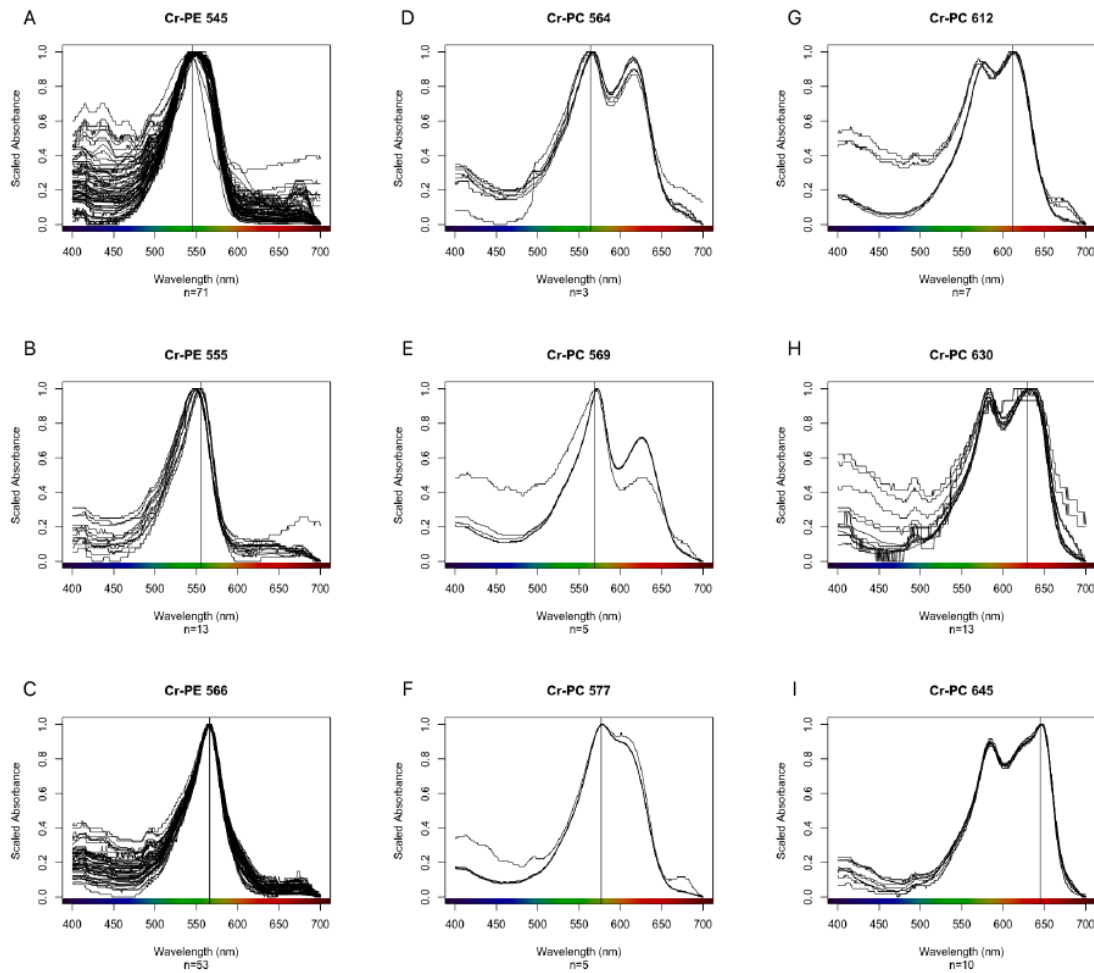 A
Cr-PE 545
Scaled Absorbance
0.0 0.2 0.4 0.6 0.8 1.0
400 450 500 550 600 650 700
Wavelength (nm)
n=71
D
Cr-PC 564
Scaled Absorbance
0.0 0.2 0.4 0.6 0.8 1.0
400 450 500 550 600 650 700
Wavelength (nm)
n=3
G
Cr-PC 612
Scaled Absorbance
0.0 0.2 0.4 0.6 0.8 1.0
400 450 500 550 600 650 700
Wavelength (nm)
n=7
B
Cr-PE 555
Scaled Absorbance
0.0 0.2 0.4 0.6 0.8 1.0
400 450 500 550 600 650 700
Wavelength (nm)
n=13
E
Cr-PC 569
Scaled Absorbance
0.0 0.2 0.4 0.6 0.8 1.0
400 450 500 550 600 650 700
Wavelength (nm)
n=5
H
Cr-PC 630
Scaled Absorbance
0.0 0.2 0.4 0.6 0.8 1.0
400 450 500 550 600 650 700
Wavelength (nm)
n=13
C
Cr-PE 566
Scaled Absorbance
0.0 0.2 0.4 0.6 0.8 1.0
400 450 500 550 600 650 700
Wavelength (nm)
n=53
F
Cr-PC 577
Scaled Absorbance
0.0 0.2 0.4 0.6 0.8 1.0
400 450 500 550 600 650 700
Wavelength (nm)
n=5
I
Cr-PC 645
Scaled Absorbance
0.0 0.2 0.4 0.6 0.8 1.0
400 450 500 550 600 650 700
Wavelength (nm)
n=10